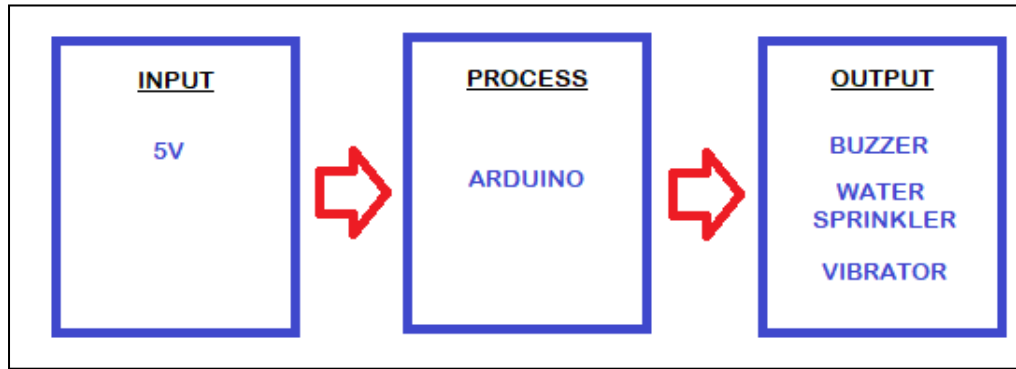 INPUT
5V
PROCESS
ARDUINO
OUTPUT
BUZZER
WATER
SPRINKLER
VIBRATOR